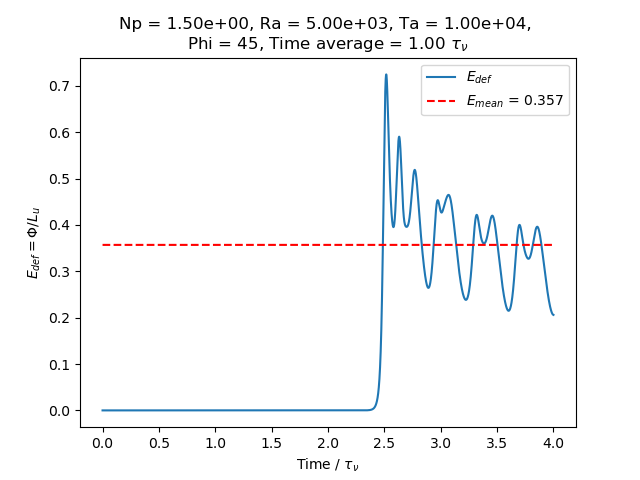 Np = 1.50e+00, Ra = 5.00e+03, Ta = 1.00e+04,
Phi = 45, Time average = 1.00 τν
E_def
E_mean = 0.357
E_def = Φ/L_u
0.7
0.6
0.5
0.4
0.3
0.2
0.1
0.0
0.0 0.5 1.0 1.5 2.0 2.5 3.0 3.5 4.0
Time / τν